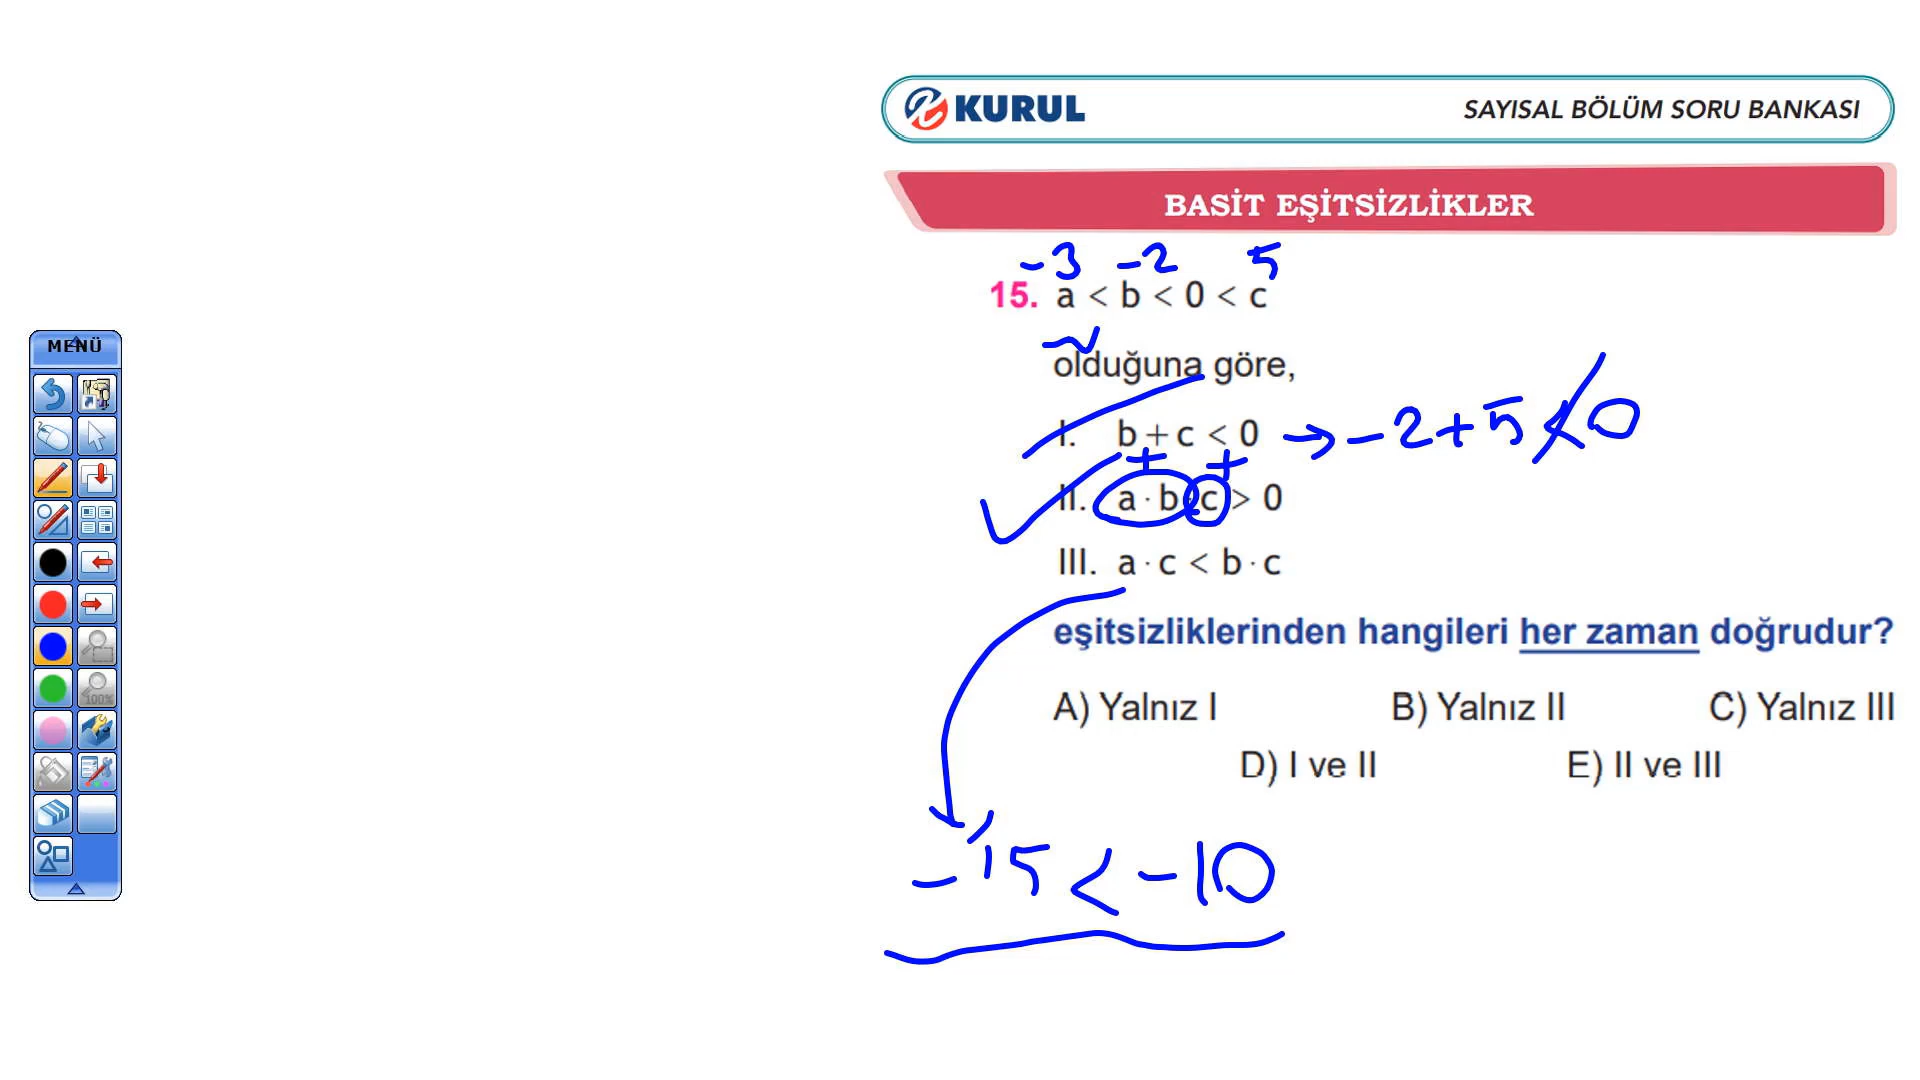 KURUL
SAYISAL BÖLÜM SORU BANKASI
BASİT EŞİTSİZLİKLER
-3 -2 5
15. a < b < 0 < c
olduğuna göre,
I. b + c < 0 → -2+5 < 0
+ +
II. a · b · c > 0
III. a · c < b · c
eşitsizliklerinden hangileri her zaman doğrudur?
A) Yalnız I B) Yalnız II C) Yalnız III
D) I ve II E) II ve III
-15 < -10
MENÜ
100%